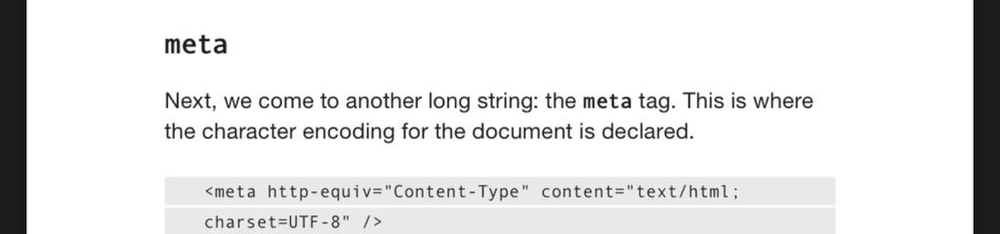 meta
Next, we come to another long string: the meta tag. This is where
the character encoding for the document is declared.
<meta http-equiv="Content-Type" content="text/html;
charset=UTF-8" />